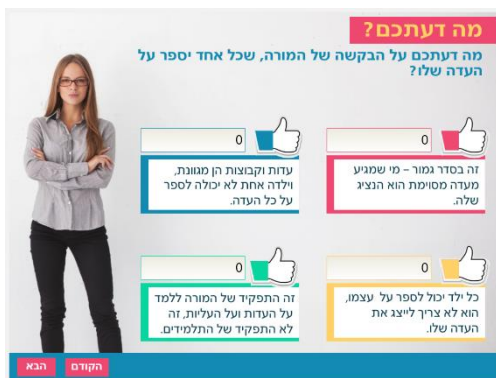 מה דעתכם?
מה דעתכם על הבקשה של המורה, שכל אחד יספר על
העדה שלו?
0
זה בסדר גמור – מי שמגיע
מעדה מסוימת הוא הנציג
שלה.
0
עדות וקבוצות הן מגוונות,
וילדה אחת לא יכולה לספר
על כל העדה.
0
כל ילד יכול לספר על עצמו,
הוא לא צריך לייצג את
העדה שלו.
0
זה התפקיד של המורה ללמד
על העדות ועל העליות, זה
לא התפקיד של התלמידים.
הקודם
הבא